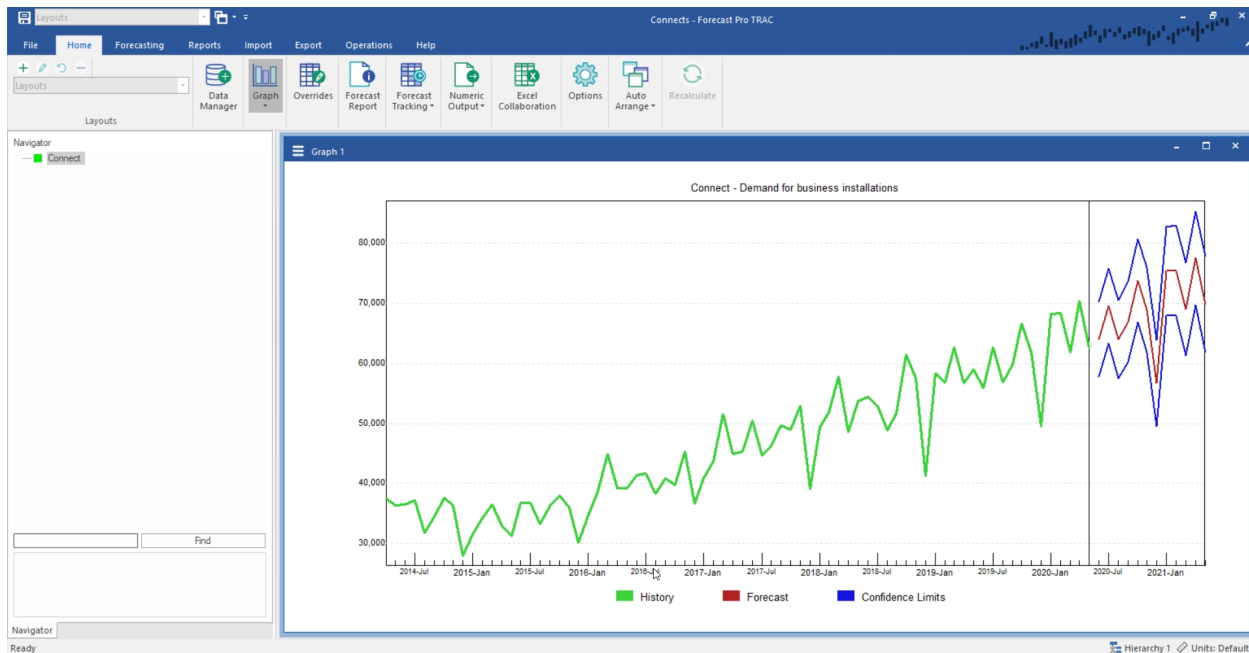 Layouts
Connects - Forecast Pro TRAC
File Home Forecasting Reports Import Export Operations Help
Layouts
Data Manager
Graph
Overrides
Forecast Report
Forecast Tracking
Numeric Output
Excel Collaboration
Options
Auto Arrange
Recalculate
Layouts
Navigator
Connect
Find
Navigator
Graph 1
Connect - Demand for business installations
80,000
70,000
60,000
50,000
40,000
30,000
2014-Jul 2015-Jan 2015-Jul 2016-Jan 2016-Jul 2017-Jan 2017-Jul 2018-Jan 2018-Jul 2019-Jan 2019-Jul 2020-Jan 2020-Jul 2021-Jan
History Forecast Confidence Limits
Ready
Hierarchy 1 Units: Default